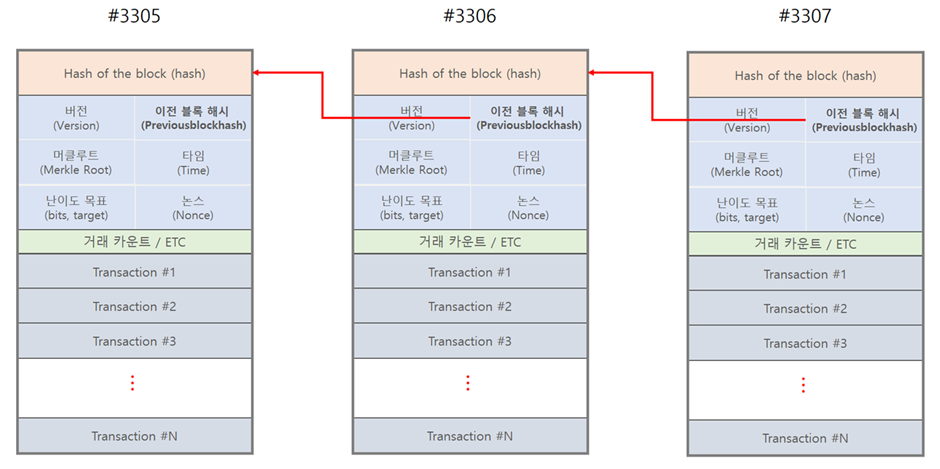 #3305
Hash of the block (hash)
버전
(Version)
이전 블록 해시
(Previousblockhash)
머클루트
(Merkle Root)
타임
(Time)
난이도 목표
(bits, target)
논스
(Nonce)
거래 카운트 / ETC
Transaction #1
Transaction #2
Transaction #3
Transaction #N
#3306
Hash of the block (hash)
버전
(Version)
이전 블록 해시
(Previousblockhash)
머클루트
(Merkle Root)
타임
(Time)
난이도 목표
(bits, target)
논스
(Nonce)
거래 카운트 / ETC
Transaction #1
Transaction #2
Transaction #3
Transaction #N
#3307
Hash of the block (hash)
버전
(Version)
이전 블록 해시
(Previousblockhash)
머클루트
(Merkle Root)
타임
(Time)
난이도 목표
(bits, target)
논스
(Nonce)
거래 카운트 / ETC
Transaction #1
Transaction #2
Transaction #3
Transaction #N